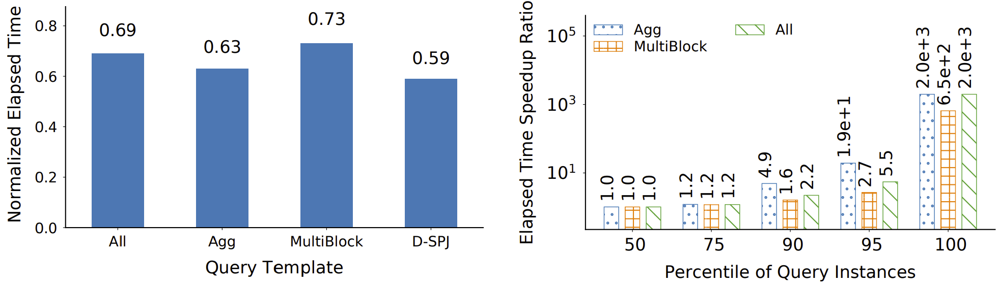 Normalized Elapsed Time
0.8
0.6
0.4
0.2
0.0
0.69
0.63
0.73
0.59
All
Agg
MultiBlock
D-SPJ
Query Template
Elapsed Time Speedup Ratio
10⁵
10³
10¹
Agg
MultiBlock
All
1.0
1.0
1.0
1.2
1.2
1.2
4.9
1.6
2.2
1.9e+1
2.7
5.5
2.0e+3
6.5e+2
2.0e+3
50
75
90
95
100
Percentile of Query Instances